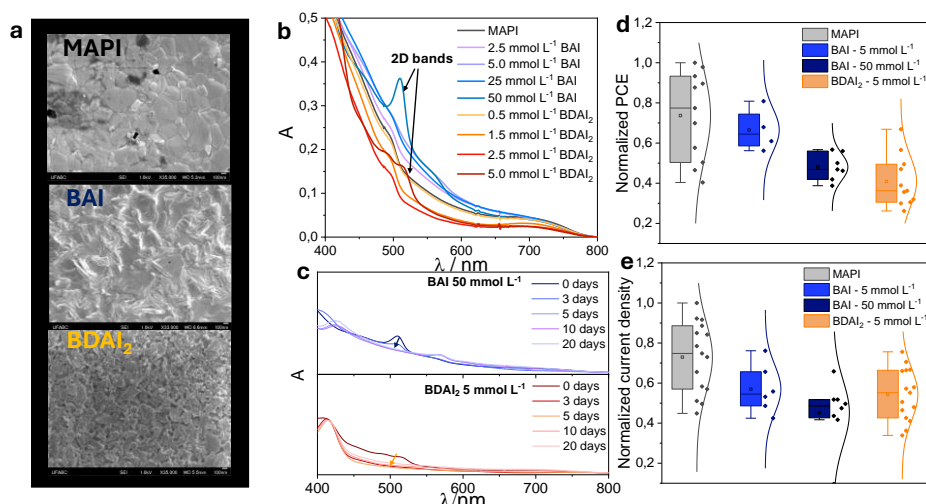 a
MAPI
BAI
BDAI₂
b
0,5
0,4
0,3
0,2
0,1
0,0
A
400
500
600
700
800
λ / nm
2D bands
MAPI
2.5 mmol L⁻¹ BAI
5.0 mmol L⁻¹ BAI
25 mmol L⁻¹ BAI
50 mmol L⁻¹ BAI
0.5 mmol L⁻¹ BDAI₂
1.5 mmol L⁻¹ BDAI₂
2.5 mmol L⁻¹ BDAI₂
5.0 mmol L⁻¹ BDAI₂
c
BAI 50 mmol L⁻¹
0 days
3 days
5 days
10 days
20 days
A
BDAI₂ 5 mmol L⁻¹
0 days
3 days
5 days
10 days
20 days
400
500
600
700
800
λ/nm
d
1,2
1,0
0,8
0,6
0,4
0,2
Normalized PCE
MAPI
BAI - 5 mmol L⁻¹
BAI - 50 mmol L⁻¹
BDAI₂ - 5 mmol L⁻¹
e
1,2
1,0
0,8
0,6
0,4
0,2
Normalized current density
MAPI
BAI - 5 mmol L⁻¹
BAI - 50 mmol L⁻¹
BDAI₂ - 5 mmol L⁻¹